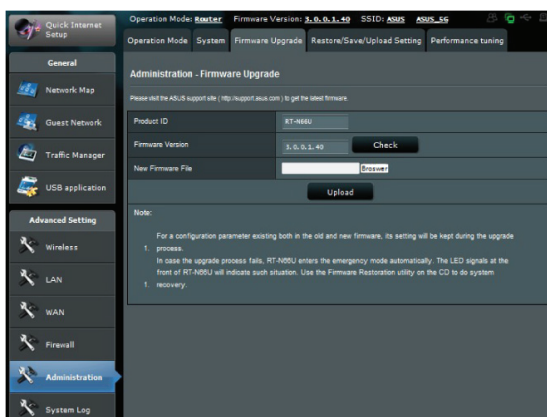 Quick Internet
Setup
Operation Mode: Router Firmware Version: 3.0.0.1.40 SSID: ASUS ASUS_5G
Operation Mode System Firmware Upgrade Restore/Save/Upload Setting Performance tuning
General
Network Map
Guest Network
Traffic Manager
USB application
Advanced Setting
Wireless
LAN
WAN
Firewall
Administration
System Log
Administration - Firmware Upgrade
Please visit the ASUS support site ( http://support.asus.com ) to get the latest firmware.
Product ID RT-N66U
Firmware Version 3.0.0.1.40 Check
New Firmware File Broswer
Upload
Note:
For a configuration parameter existing both in the old and new firmware, its setting will be kept during the upgrade
1. process.
In case the upgrade process fails, RT-N66U enters the emergency mode automatically. The LED signals at the
front of RT-N66U will indicate such situation. Use the Firmware Restoration utility on the CD to do system
1. recovery.